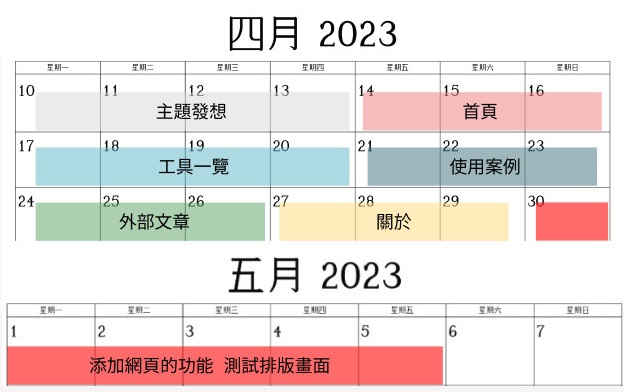 四月 2023
星期一 星期二 星期三 星期四 星期五 星期六 星期日
10 11 12 13 14 15 16
主題發想 首頁
17 18 19 20 21 22 23
工具一覽 使用案例
24 25 26 27 28 29 30
外部文章 關於
五月 2023
星期一 星期二 星期三 星期四 星期五 星期六 星期日
1 2 3 4 5 6 7
添加網頁的功能 測試排版畫面